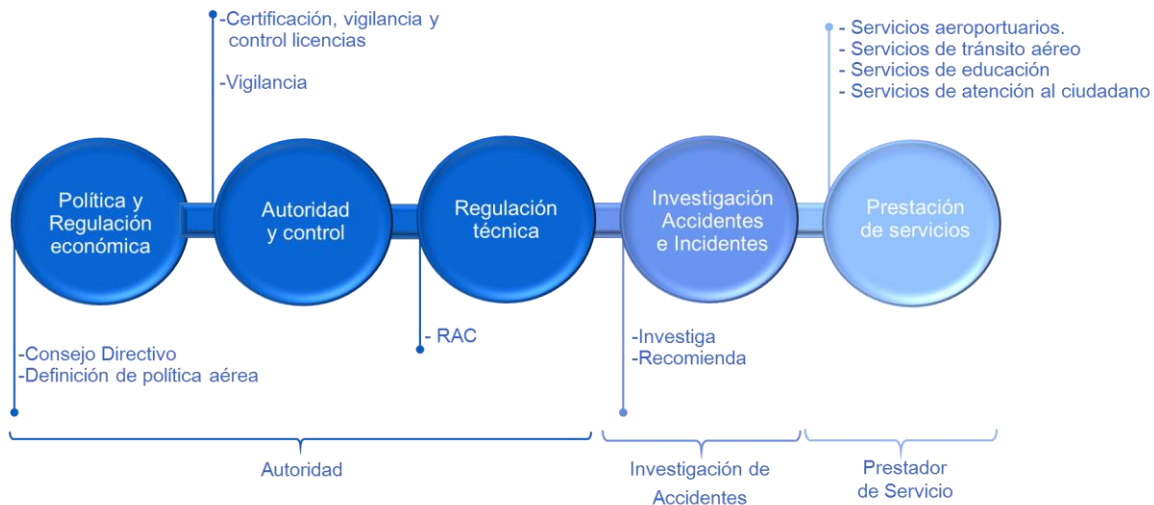 -Certificación, vigilancia y
control licencias
-Vigilancia
- Servicios aeroportuarios.
- Servicios de tránsito aéreo
- Servicios de educación
- Servicios de atención al ciudadano
Política y
Regulación
económica
Autoridad
y control
Regulación
técnica
Investigación
Accidentes
e Incidentes
Prestación
de servicios
-Consejo Directivo
-Definición de política aérea
- RAC
-Investiga
-Recomienda
Autoridad
Investigación de
Accidentes
Prestador
de Servicio